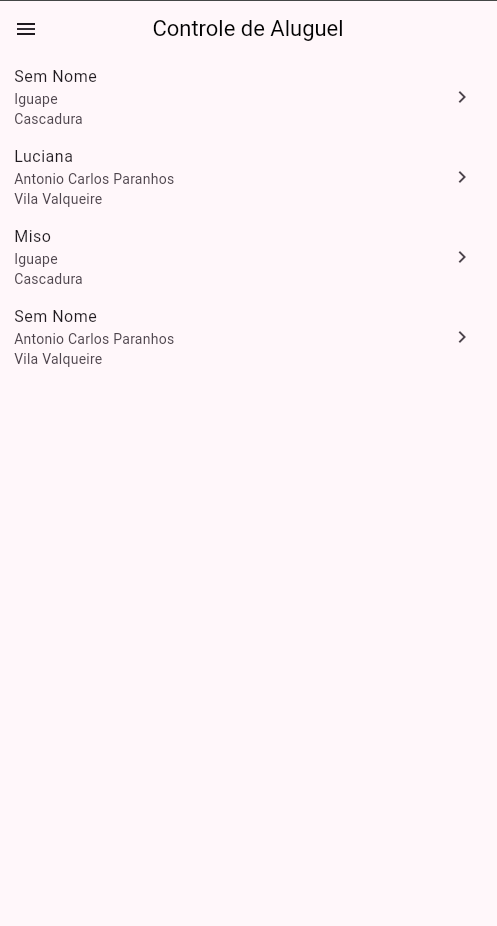 Controle de Aluguel
Sem Nome
Iguape
Cascadura
Luciana
Antonio Carlos Paranhos
Vila Valqueire
Miso
Iguape
Cascadura
Sem Nome
Antonio Carlos Paranhos
Vila Valqueire